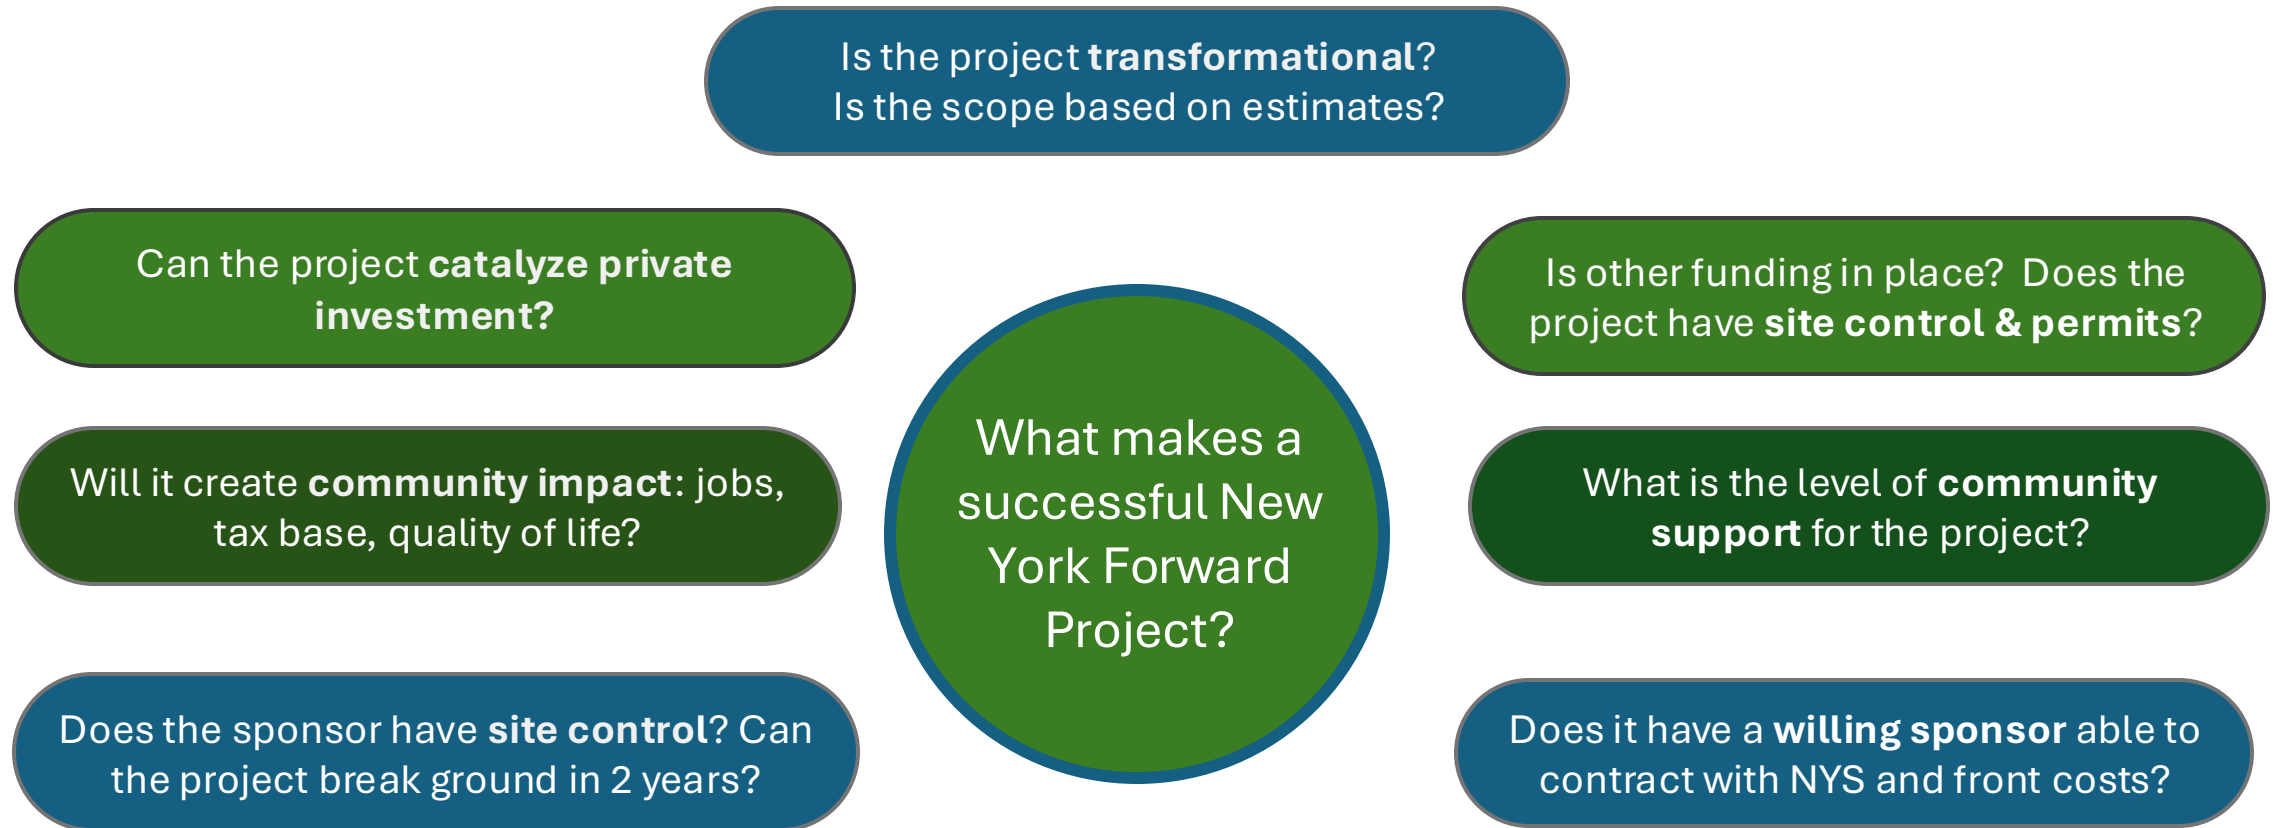 Is the project transformational?
Is the scope based on estimates?
Can the project catalyze private
investment?
Is other funding in place?  Does the
project have site control & permits?
What makes a
successful New
York Forward
Project?
Will it create community impact: jobs,
tax base, quality of life?
What is the level of community
support for the project?
Does the sponsor have site control? Can
the project break ground in 2 years?
Does it have a willing sponsor able to
contract with NYS and front costs?